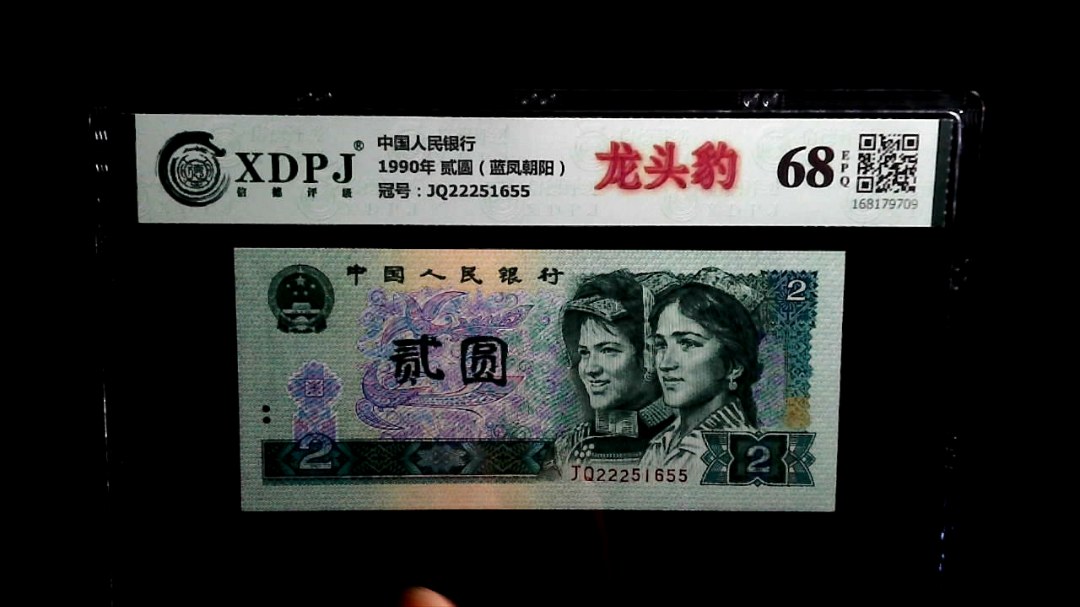 XDPJ®
信德评级
中国人民银行
1990年 贰圆（蓝凤朝阳）
冠号：JQ22251655
龙头豹
68
EPQ
168179709
中国人民银行
2
贰圆
2
JQ22251655
2